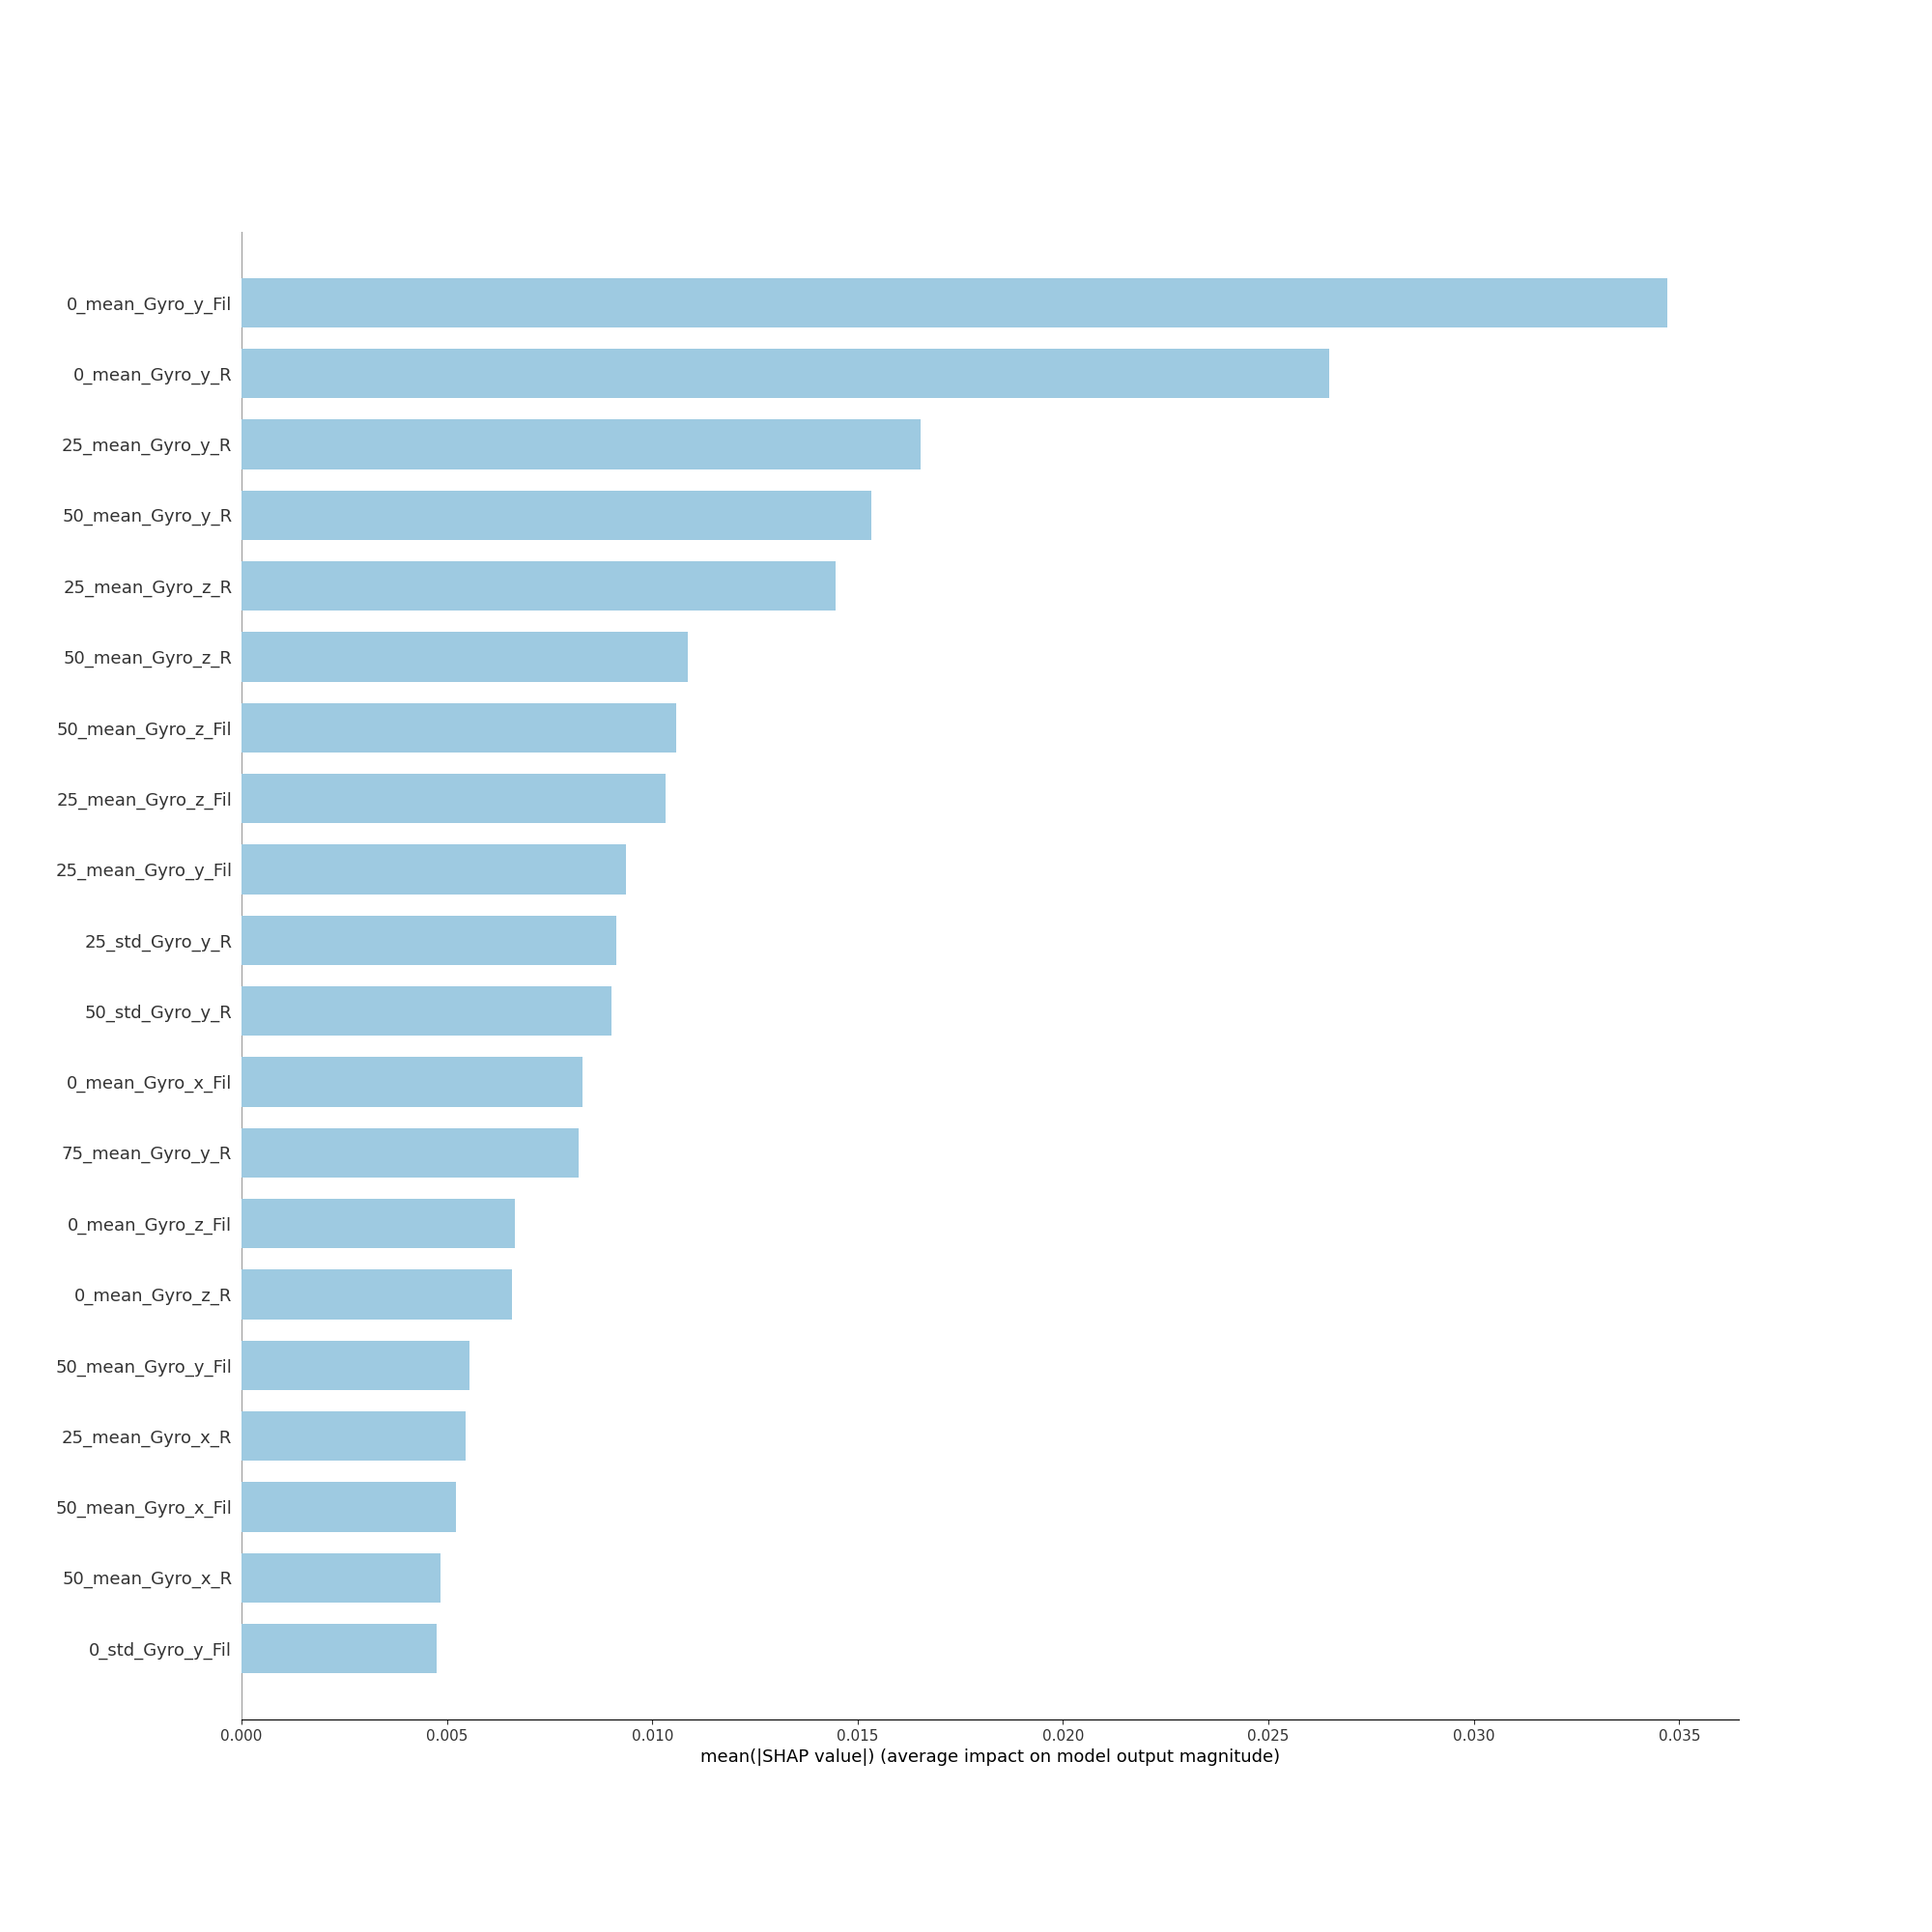 0_mean_Gyro_y_Fil
0_mean_Gyro_y_R
25_mean_Gyro_y_R
50_mean_Gyro_y_R
25_mean_Gyro_z_R
50_mean_Gyro_z_R
50_mean_Gyro_z_Fil
25_mean_Gyro_z_Fil
25_mean_Gyro_y_Fil
25_std_Gyro_y_R
50_std_Gyro_y_R
0_mean_Gyro_x_Fil
75_mean_Gyro_y_R
0_mean_Gyro_z_Fil
0_mean_Gyro_z_R
50_mean_Gyro_y_Fil
25_mean_Gyro_x_R
50_mean_Gyro_x_Fil
50_mean_Gyro_x_R
0_std_Gyro_y_Fil
0.000 0.005 0.010 0.015 0.020 0.025 0.030 0.035
mean(|SHAP value|) (average impact on model output magnitude)